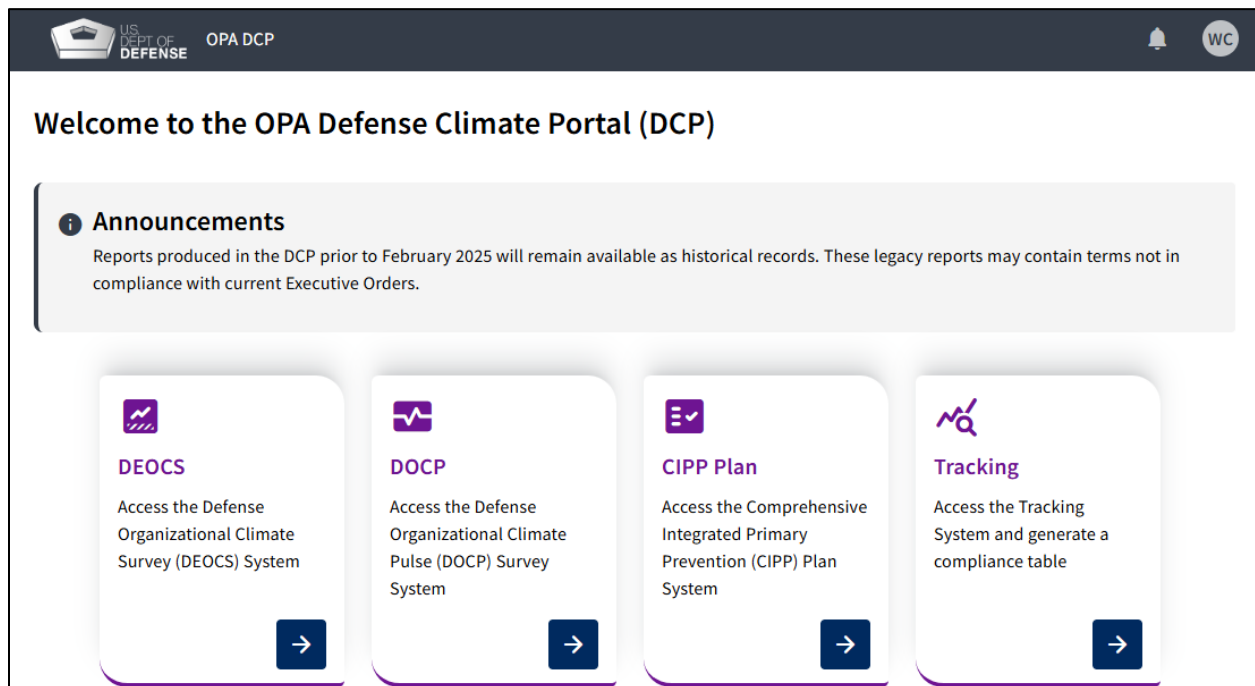 U.S.
DEPT OF
DEFENSE
OPA DCP
WC
Welcome to the OPA Defense Climate Portal (DCP)
Announcements
Reports produced in the DCP prior to February 2025 will remain available as historical records. These legacy reports may contain terms not in
compliance with current Executive Orders.
DEOCS
Access the Defense
Organizational Climate
Survey (DEOCS) System
DOCP
Access the Defense
Organizational Climate
Pulse (DOCP) Survey
System
CIPP Plan
Access the Comprehensive
Integrated Primary
Prevention (CIPP) Plan
System
Tracking
Access the Tracking
System and generate a
compliance table